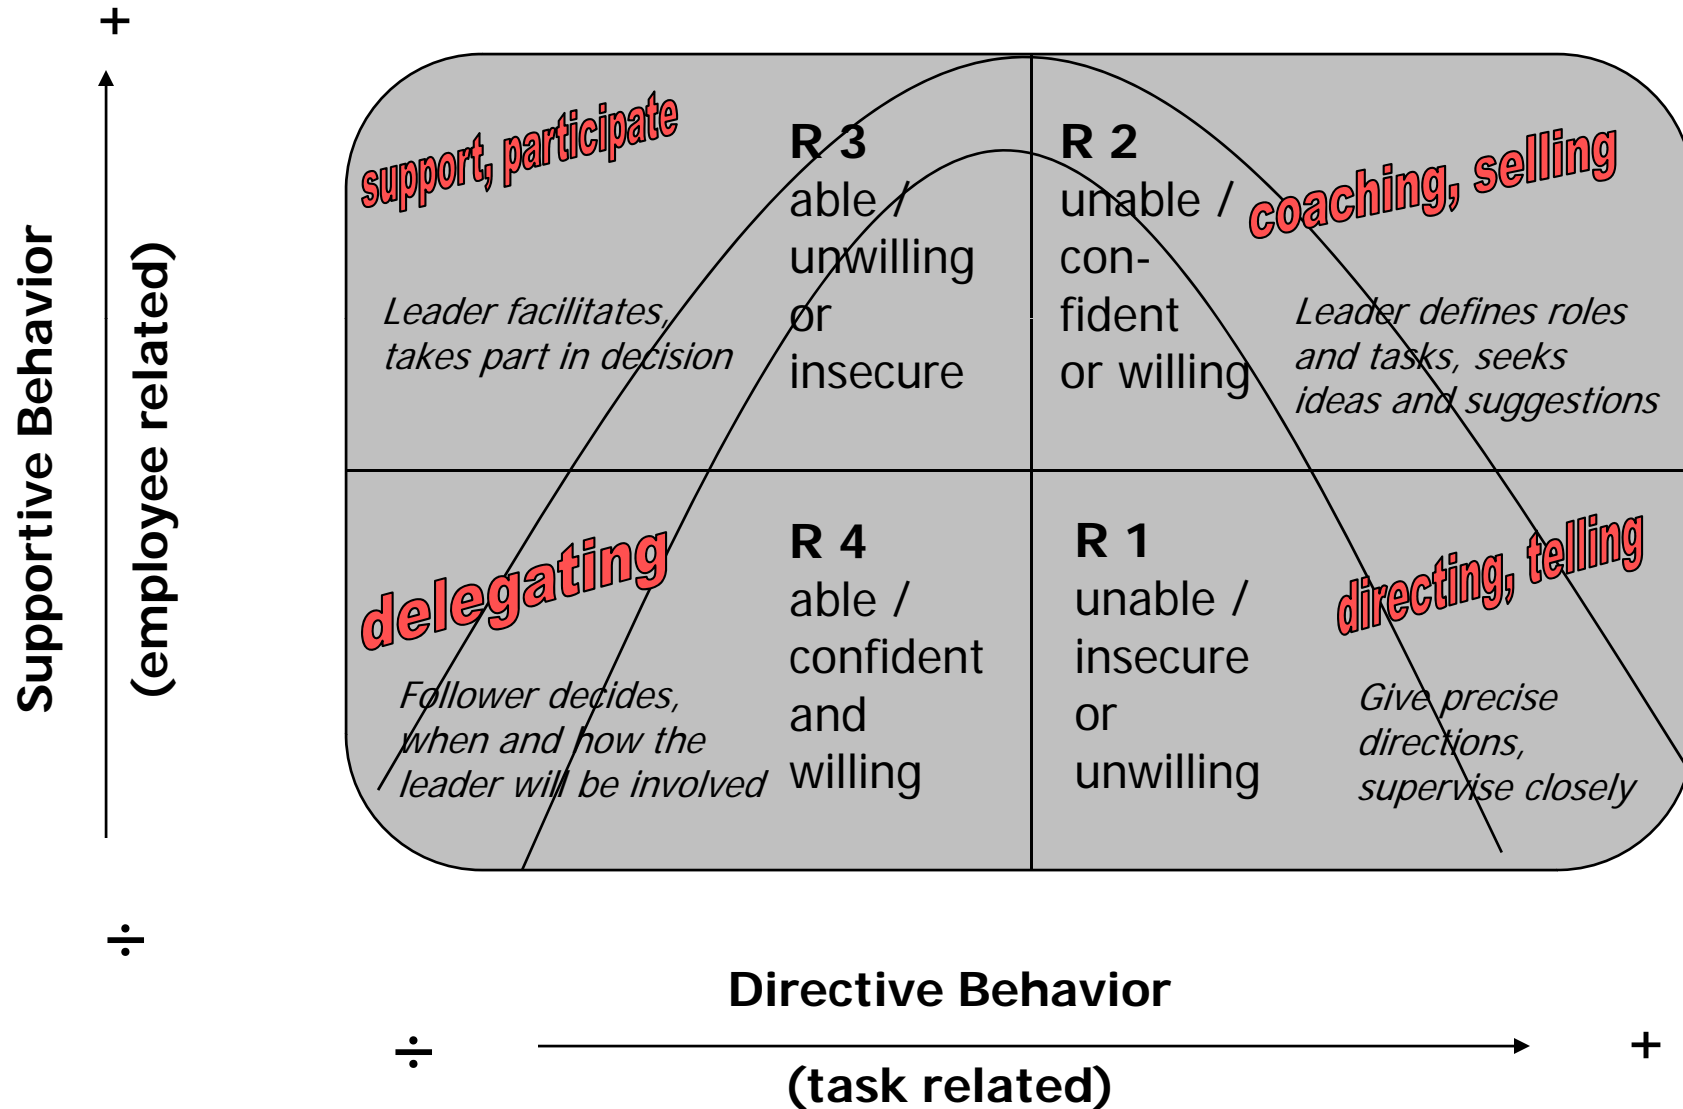 +
Supportive Behavior
(employee related)
÷
support, participate
R 3
able /
unwilling
or
insecure
Leader facilitates,
takes part in decision
R 2
unable /
con-
fident
or willing
coaching, selling
Leader defines roles
and tasks, seeks
ideas and suggestions
delegating
R 4
able /
confident
and
willing
Follower decides,
when and how the
leader will be involved
R 1
unable /
insecure
or
unwilling
directing, telling
Give precise
directions,
supervise closely
Directive Behavior
÷
+
(task related)